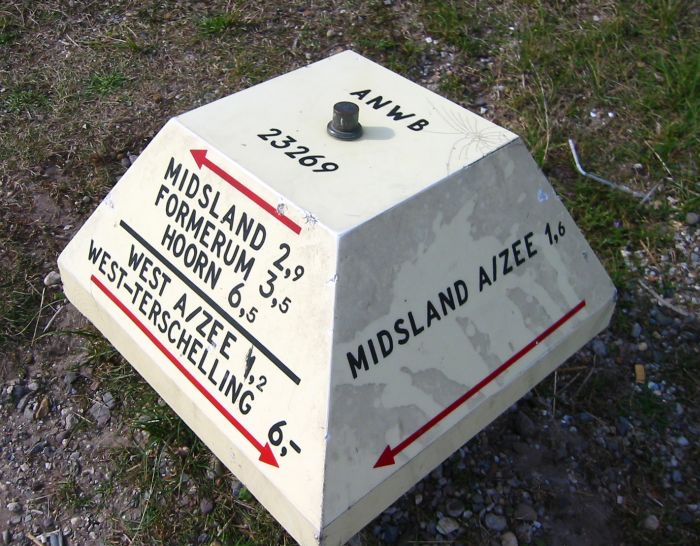 ANWB
23269
MIDSLAND 2,9
FORMERUM 3,5
HOORN 6,5
WEST A/ZEE 1,2
WEST-TERSCHELLING 6,-
MIDSLAND A/ZEE 1,6